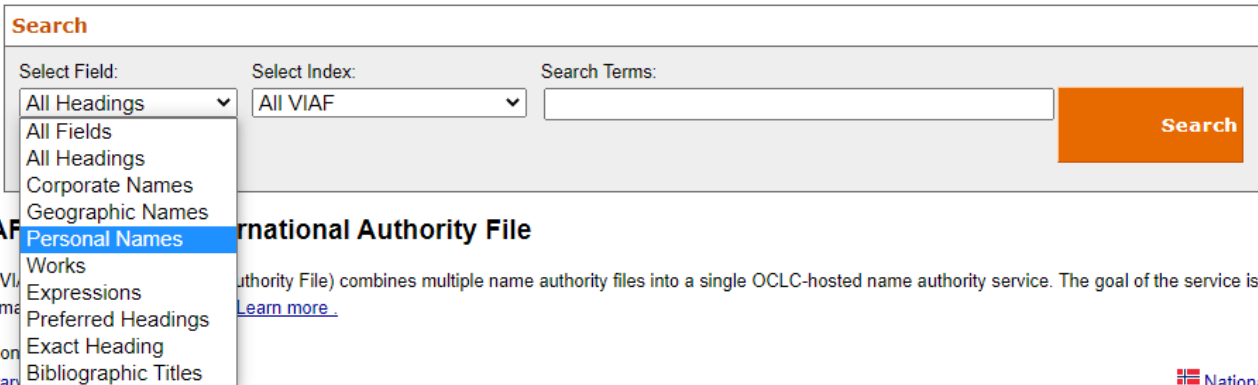 Search
Select Field: Select Index: Search Terms:
All Headings All VIAF
Search
All Fields
All Headings
Corporate Names
Geographic Names
Personal Names
Works
Expressions
Preferred Headings
Exact Heading
Bibliographic Titles
rnational Authority File
uthority File) combines multiple name authority files into a single OCLC-hosted name authority service. The goal of the service is
Learn more .
Nation